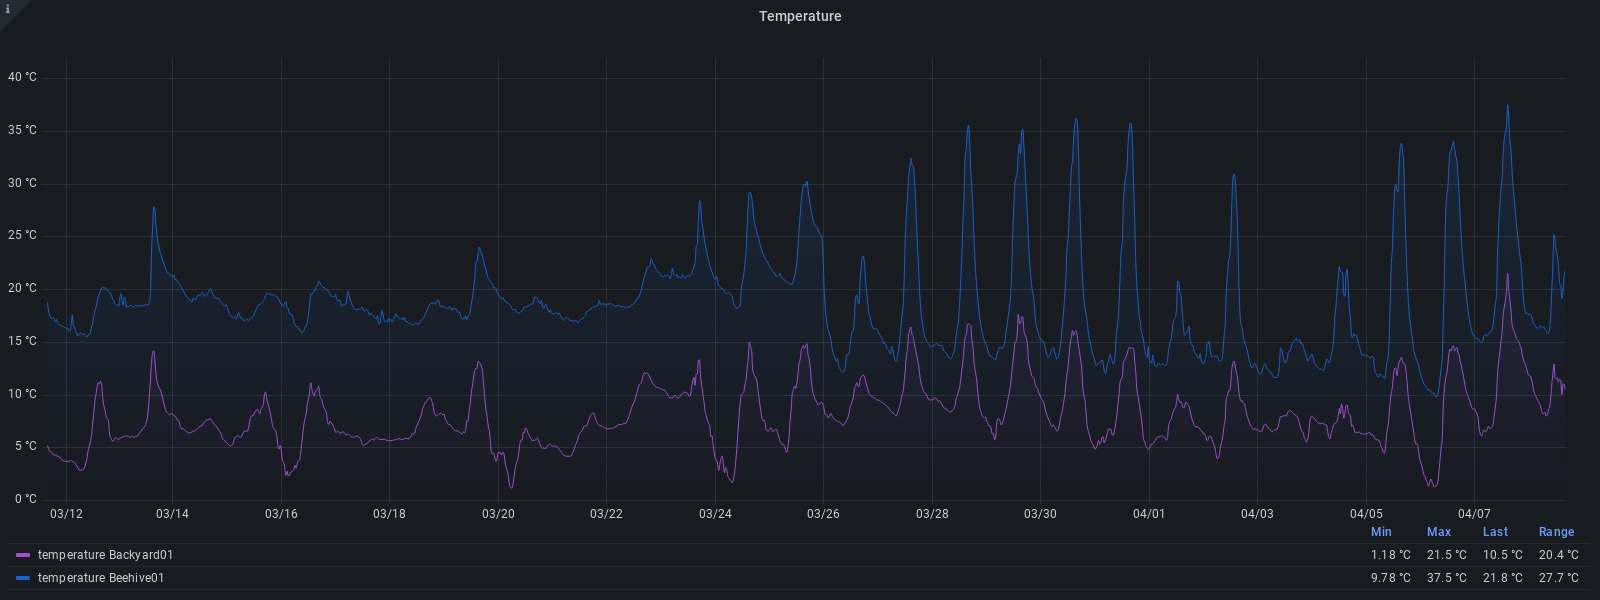 i
Temperature
40 °C
35 °C
30 °C
25 °C
20 °C
15 °C
10 °C
5 °C
0 °C
03/12 03/14 03/16 03/18 03/20 03/22 03/24 03/26 03/28 03/30 04/01 04/03 04/05 04/07
Min Max Last Range
temperature Backyard01 1.18 °C 21.5 °C 10.5 °C 20.4 °C
temperature Beehive01 9.78 °C 37.5 °C 21.8 °C 27.7 °C